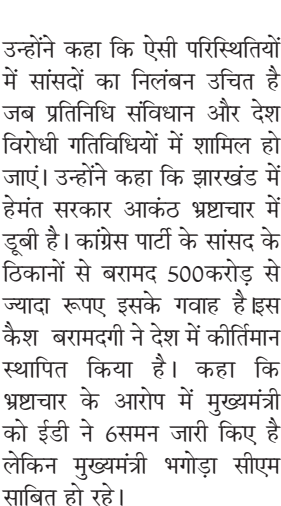 उन्होंने कहा कि ऐसी परिस्थितियों
में सांसदों का निलंबन उचित है
जब प्रतिनिधि संविधान और देश
विरोधी गतिविधियों में शामिल हो
जाएं। उन्होंने कहा कि झारखंड में
हेमंत सरकार आकंठ भ्रष्टाचार में
डूबी है। कांग्रेस पार्टी के सांसद के
ठिकानों से बरामद 500करोड़ से
ज्यादा रूपए इसके गवाह है।इस
कैश बरामदगी ने देश में कीर्तिमान
स्थापित किया है। कहा कि
भ्रष्टाचार के आरोप में मुख्यमंत्री
को ईडी ने 6समन जारी किए है
लेकिन मुख्यमंत्री भगोड़ा सीएम
साबित हो रहे।